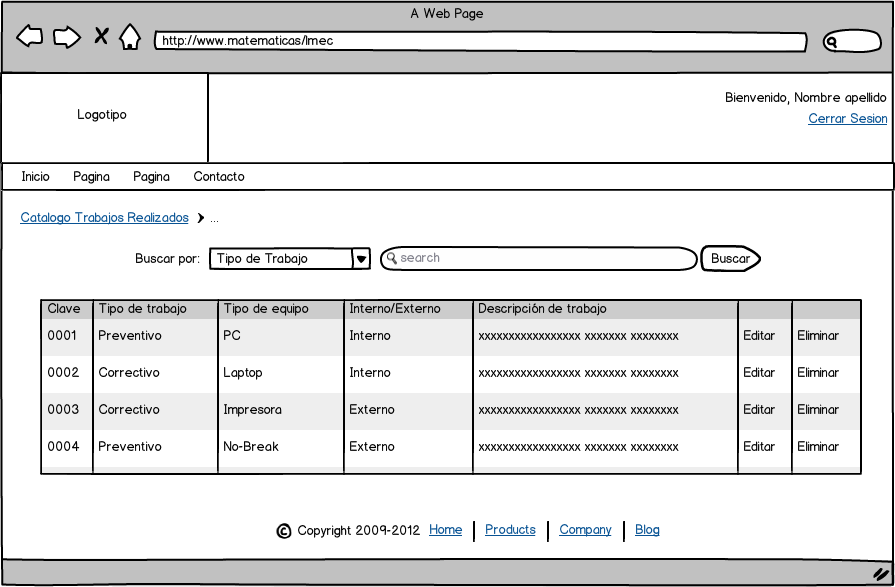 A Web Page
http://www.matematicas/lmec
Logotipo
Bienvenido, Nombre apellido
Cerrar Sesion
Inicio Pagina Pagina Contacto
Catalogo Trabajos Realizados > ...
Buscar por: Tipo de Trabajo search Buscar
Clave Tipo de trabajo Tipo de equipo Interno/Externo Descripción de trabajo
0001 Preventivo PC Interno xxxxxxxxxxxxxxxxx xxxxxxx xxxxxxxx Editar Eliminar
0002 Correctivo Laptop Interno xxxxxxxxxxxxxxxxx xxxxxxx xxxxxxxx Editar Eliminar
0003 Correctivo Impresora Externo xxxxxxxxxxxxxxxxx xxxxxxx xxxxxxxx Editar Eliminar
0004 Preventivo No-Break Externo xxxxxxxxxxxxxxxxx xxxxxxx xxxxxxxx Editar Eliminar
© Copyright 2009-2012 Home | Products | Company | Blog